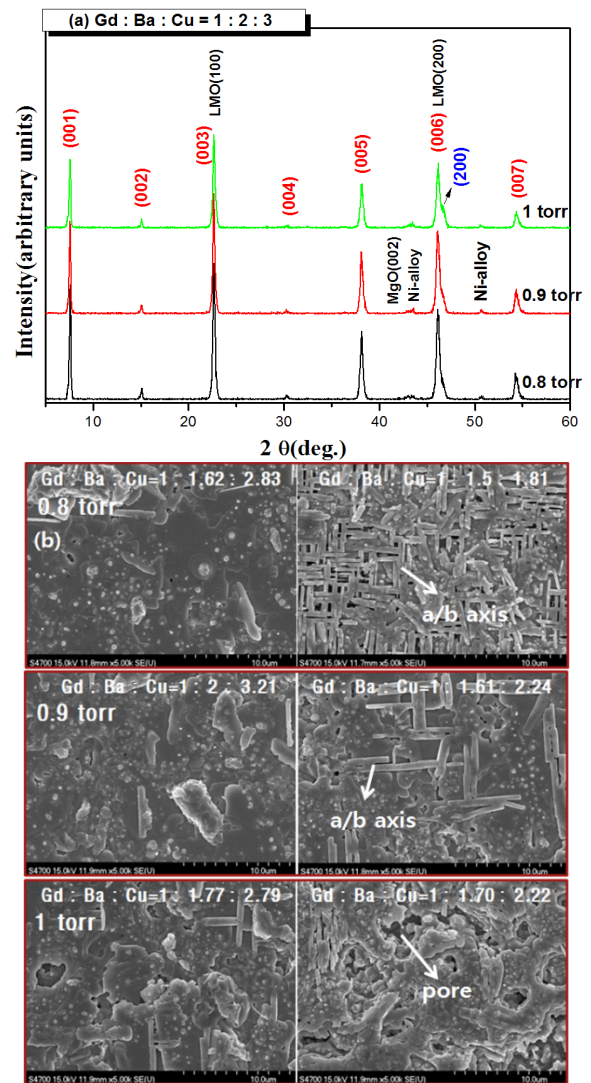 (a) Gd : Ba : Cu = 1 : 2 : 3
Intensity(arbitrary units)
(001)
(002)
(003)
LMO(100)
(004)
(005)
(006)
LMO(200)
(200)
(007)
1 torr
MgO(002)
Ni-alloy
Ni-alloy
0.9 torr
0.8 torr
10 20 30 40 50 60
2 θ(deg.)
Gd : Ba : Cu=1 : 1.62 : 2.83
0.8 torr
(b)
S4700 15.0kV 11.8mm x5.00k SE(U) 10.0um
Gd : Ba : Cu=1 : 1.5 : 1.81
a/b axis
S4700 15.0kV 11.7mm x5.00k SE(U) 10.0um
Gd : Ba : Cu=1 : 2 : 3.21
0.9 torr
S4700 15.0kV 11.9mm x5.00k SE(U) 10.0um
Gd : Ba : Cu=1 : 1.61 : 2.24
a/b axis
S4700 15.0kV 11.8mm x5.00k SE(U) 10.0um
Gd : Ba : Cu=1 : 1.77 : 2.79
1 torr
S4700 15.0kV 11.9mm x5.00k SE(U) 10.0um
Gd : Ba : Cu=1 : 1.70 : 2.22
pore
S4700 15.0kV 11.9mm x5.00k SE(U) 10.0um